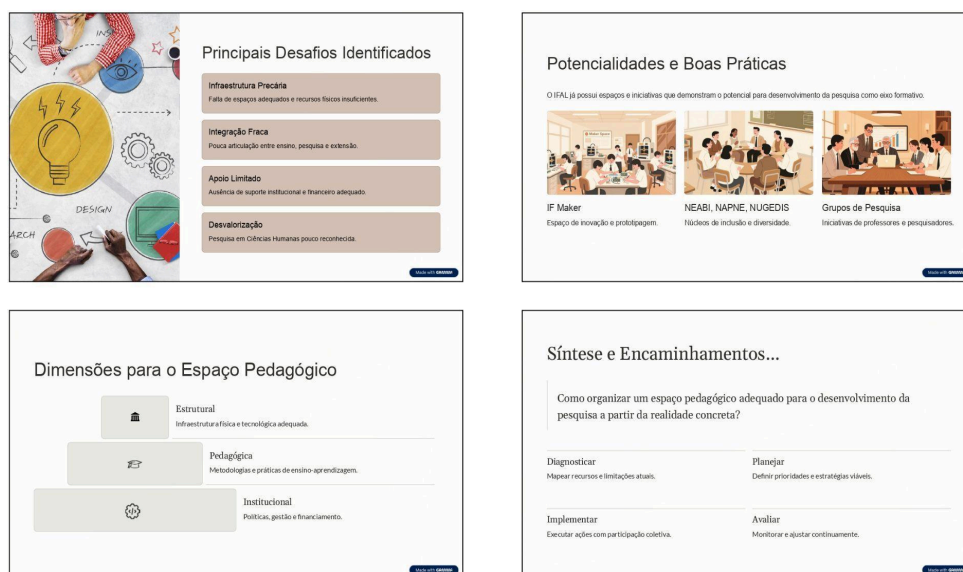 INS
DESIGN
ARCH
Principais Desafios Identificados
Infraestrutura Precária
Falta de espaços adequados e recursos físicos insuficientes.
Integração Fraca
Pouca articulação entre ensino, pesquisa e extensão.
Apoio Limitado
Ausência de suporte institucional e financeiro adequado.
Desvalorização
Pesquisa em Ciências Humanas pouco reconhecida.
Made with GAMMA
Potencialidades e Boas Práticas
O IFAL já possui espaços e iniciativas que demonstram o potencial para desenvolvimento da pesquisa como eixo formativo.
IF Maker
Espaço de inovação e prototipagem.
NEABI, NAPNE, NUGEDIS
Núcleos de inclusão e diversidade.
Grupos de Pesquisa
Iniciativas de professores e pesquisadores.
Made with GAMMA
Dimensões para o Espaço Pedagógico
Estrutural
Infraestrutura física e tecnológica adequada.
Pedagógica
Metodologias e práticas de ensino-aprendizagem.
Institucional
Políticas, gestão e financiamento.
Made with GAMMA
Síntese e Encaminhamentos...
Como organizar um espaço pedagógico adequado para o desenvolvimento da
pesquisa a partir da realidade concreta?
Diagnosticar
Mapear recursos e limitações atuais.
Planejar
Definir prioridades e estratégias viáveis.
Implementar
Executar ações com participação coletiva.
Avaliar
Monitorar e ajustar continuamente.
Made with GAMMA